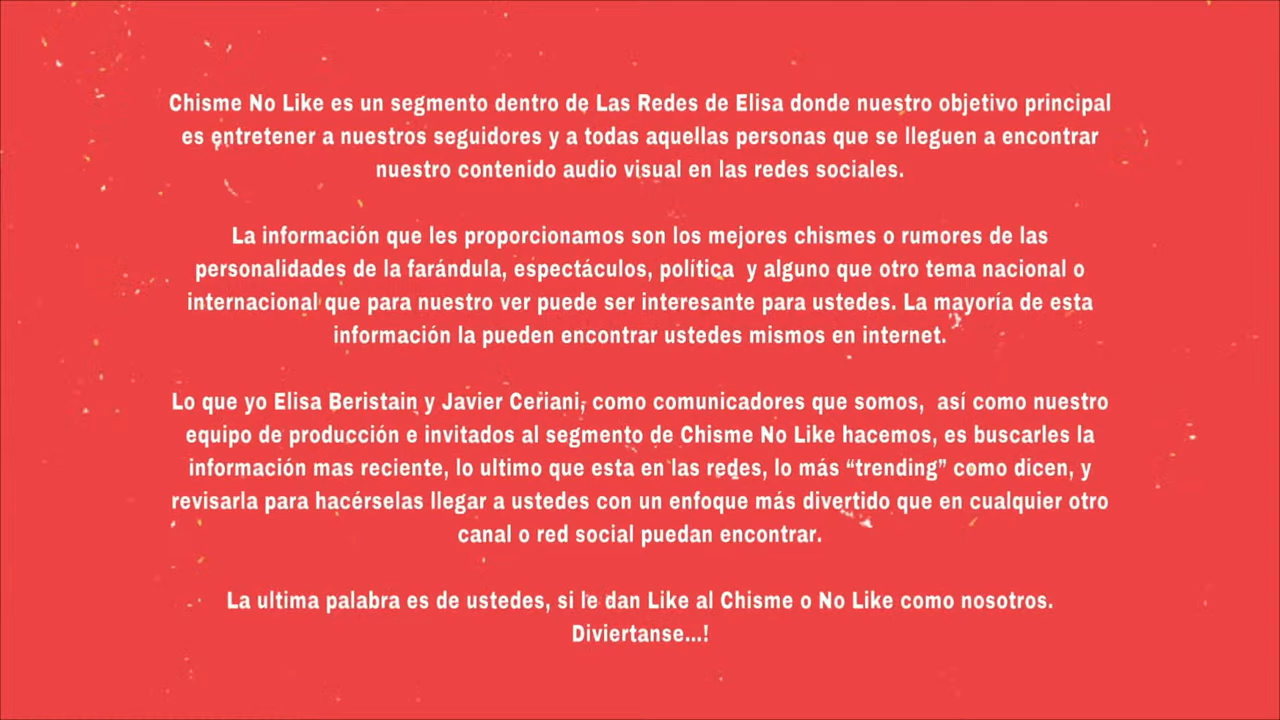 Chisme No Like es un segmento dentro de Las Redes de Elisa donde nuestro objetivo principal
es entretener a nuestros seguidores y a todas aquellas personas que se lleguen a encontrar
nuestro contenido audio visual en las redes sociales.
La información que les proporcionamos son los mejores chismes o rumores de las
personalidades de la farándula, espectáculos, política y alguno que otro tema nacional o
internacional que para nuestro ver puede ser interesante para ustedes. La mayoría de esta
información la pueden encontrar ustedes mismos en internet.
Lo que yo Elisa Beristain y Javier Ceriani, como comunicadores que somos, así como nuestro
equipo de producción e invitados al segmento de Chisme No Like hacemos, es buscarles la
información mas reciente, lo ultimo que esta en las redes, lo más “trending” como dicen, y
revisarla para hacérselas llegar a ustedes con un enfoque más divertido que en cualquier otro
canal o red social puedan encontrar.
La ultima palabra es de ustedes, si le dan Like al Chisme o No Like como nosotros.
Diviertanse...!